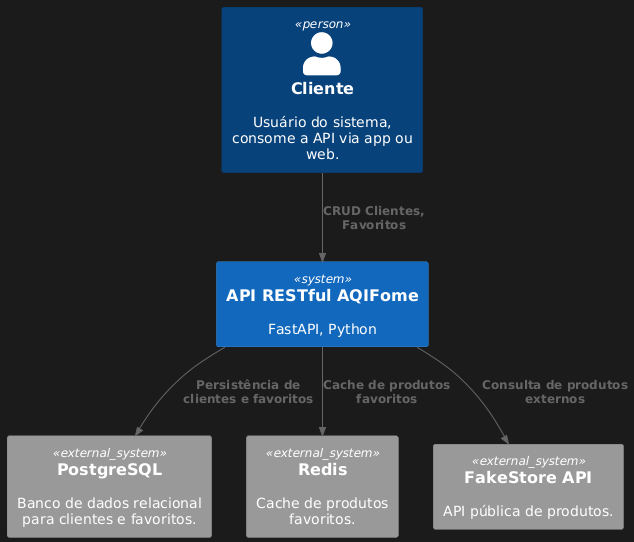 «person»
Cliente
Usuário do sistema,
consome a API via app ou
web.
CRUD Clientes,
Favoritos
«system»
API RESTful AQIFome
FastAPI, Python
Persistência de
clientes e favoritos
Cache de produtos
favoritos
Consulta de produtos
externos
«external_system»
PostgreSQL
Banco de dados relacional
para clientes e favoritos.
«external_system»
Redis
Cache de produtos
favoritos.
«external_system»
FakeStore API
API pública de produtos.